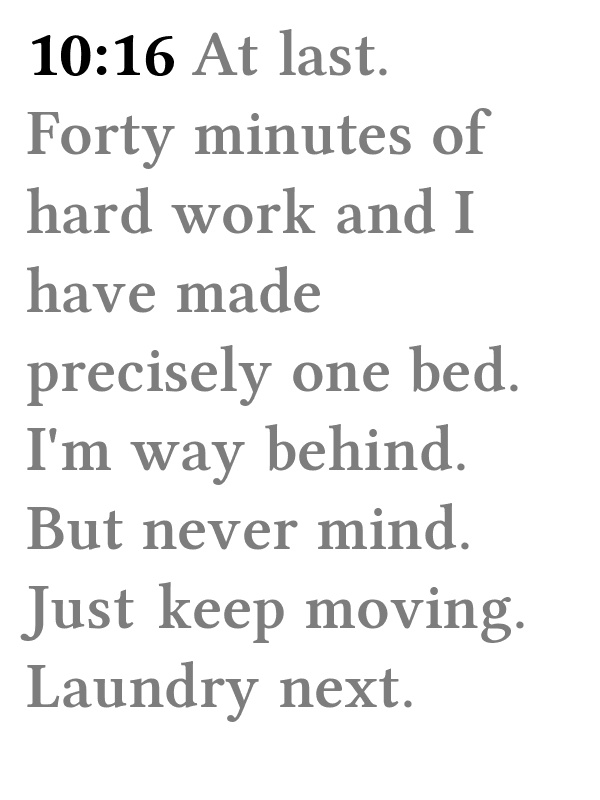 10:16 At last.
Forty minutes of
hard work and I
have made
precisely one bed.
I'm way behind.
But never mind.
Just keep moving.
Laundry next.